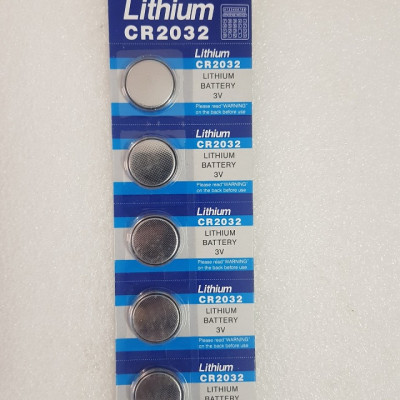 Lithium
CR2032
Lithium
CR2032
LITHIUM
BATTERY
3V
Please read"WARNING"
on the back before use
Lithium
CR2032
LITHIUM
BATTERY
3V
Please read"WARNING"
on the back before use
Lithium
CR2032
LITHIUM
BATTERY
3V
Please read"WARNING"
on the back before use
Lithium
CR2032
LITHIUM
BATTERY
3V
Please read"WARNING"
on the back before use
Lithium
CR2032
LITHIUM
BATTERY